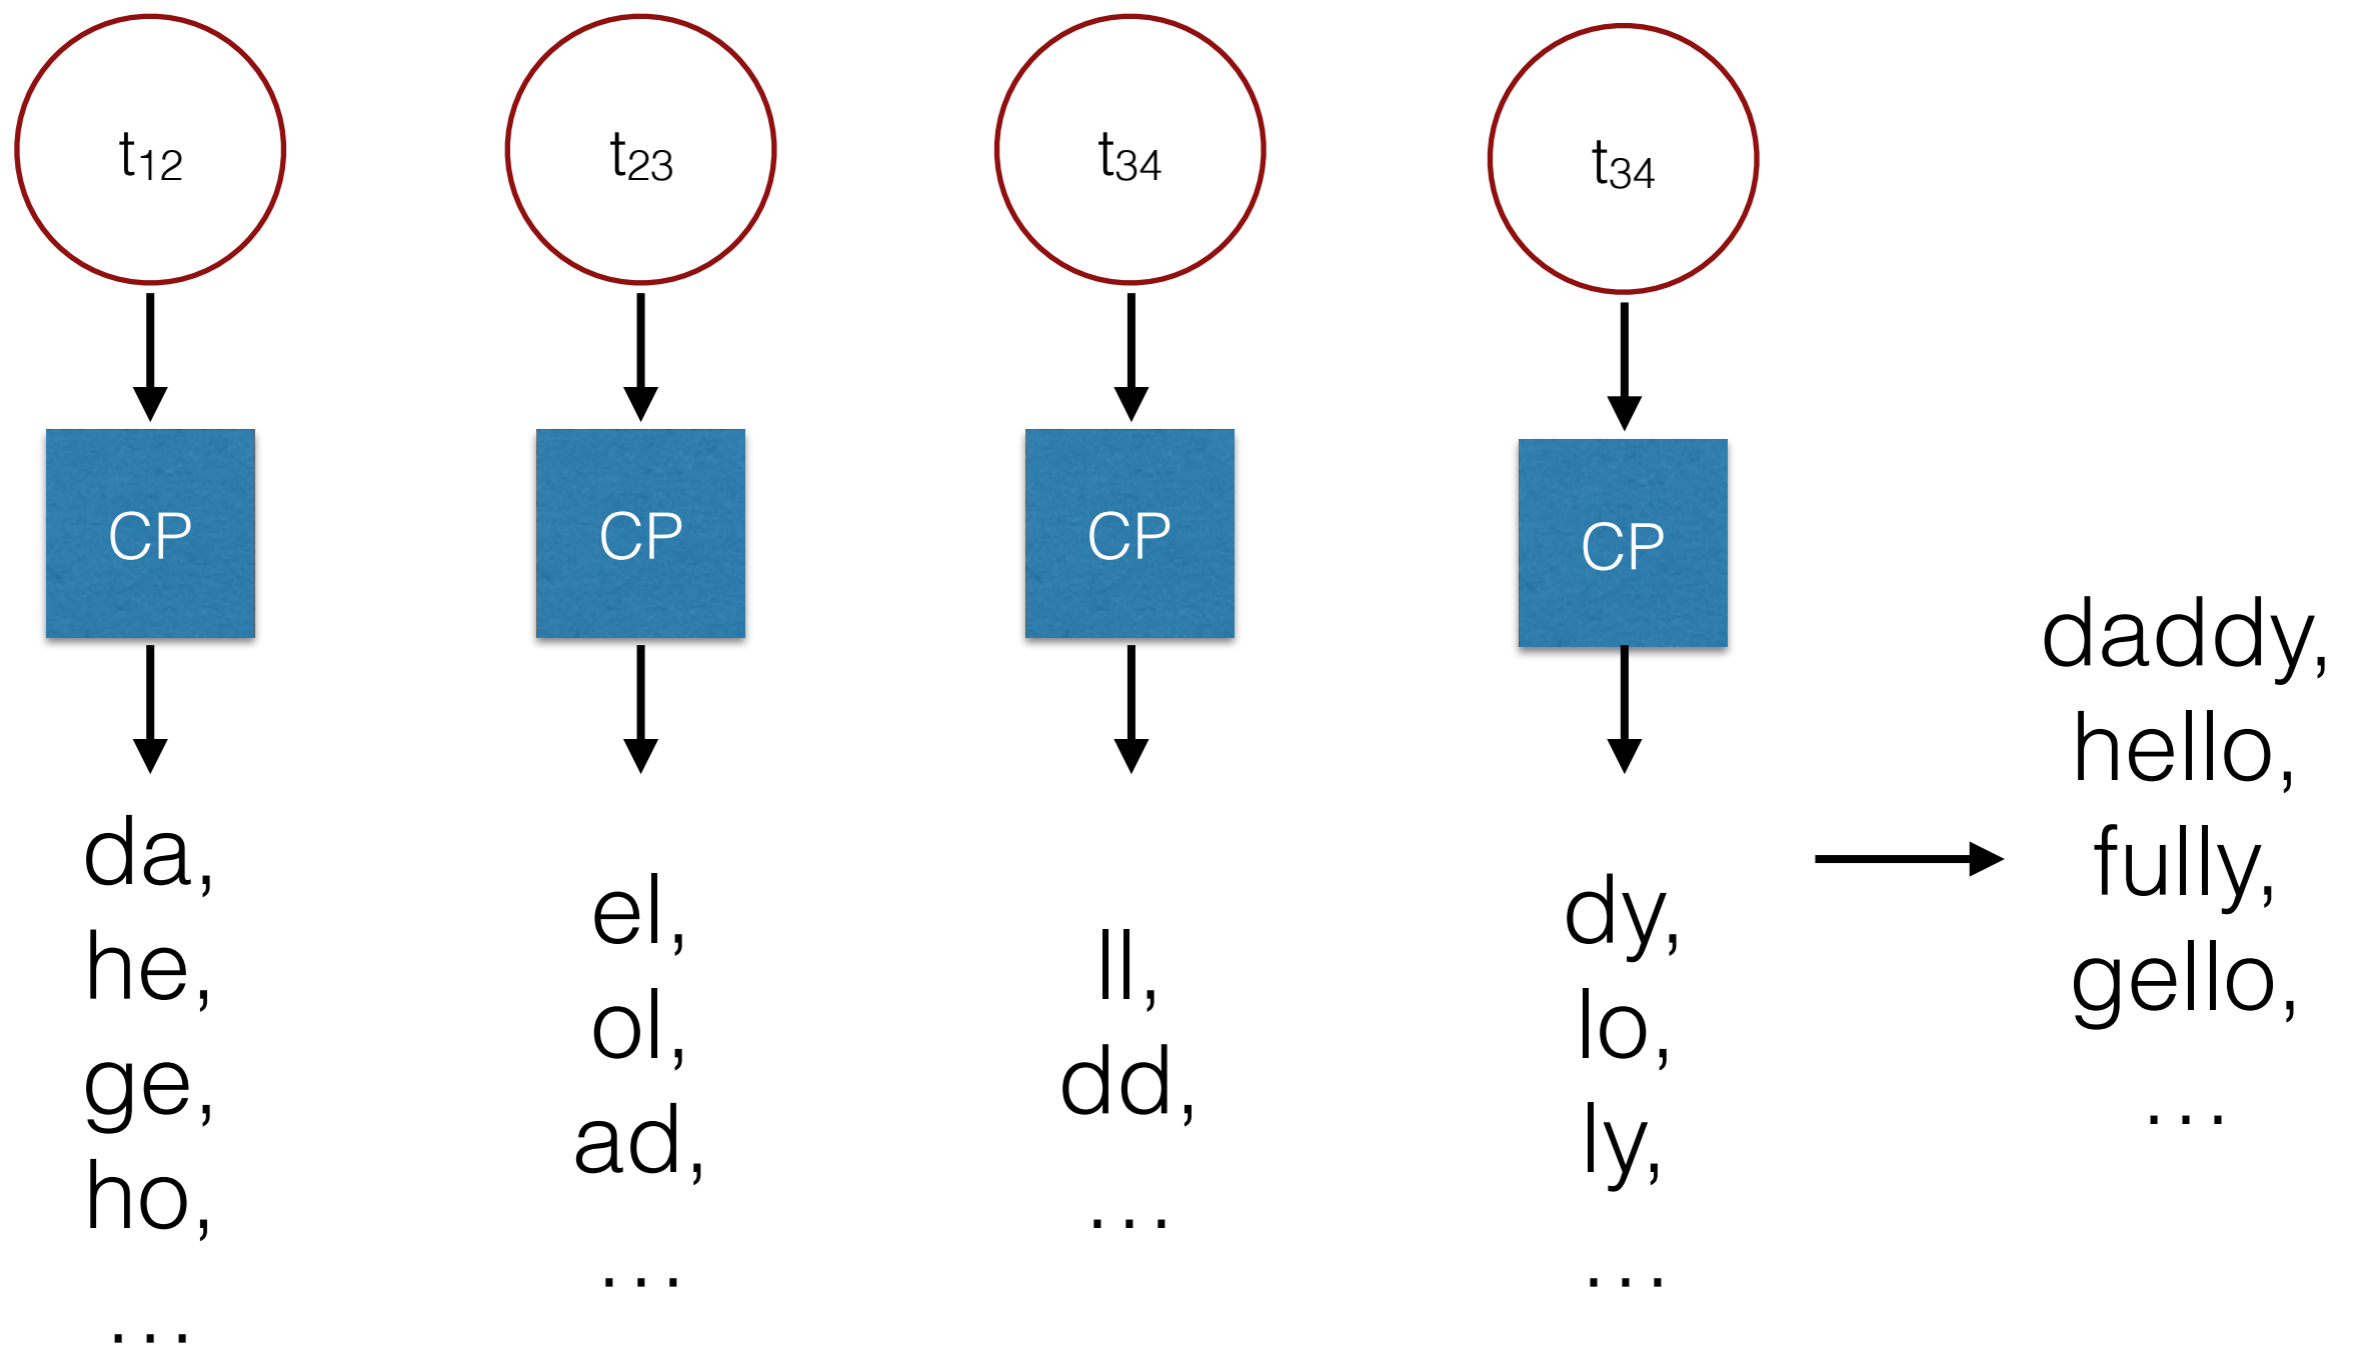 t12
t23
t34
t34
CP
CP
CP
CP
da,
he,
ge,
ho,
...
el,
ol,
ad,
...
ll,
dd,
...
dy,
lo,
ly,
...
daddy,
hello,
fully,
gello,
...